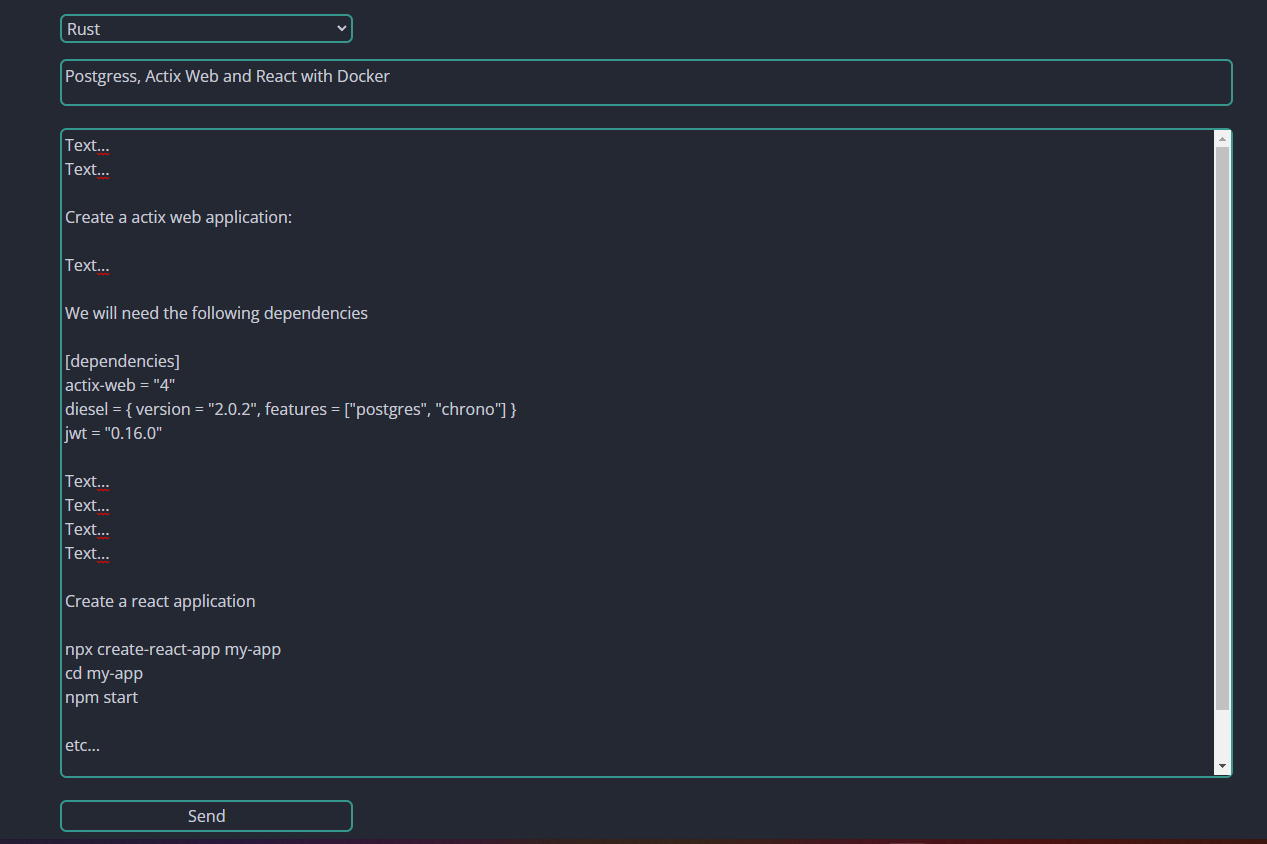 Rust
Postgress, Actix Web and React with Docker
Text...
Text...
Create a actix web application:
Text...
We will need the following dependencies
[dependencies]
actix-web = "4"
diesel = { version = "2.0.2", features = ["postgres", "chrono"] }
jwt = "0.16.0"
Text...
Text...
Text...
Text...
Create a react application
npx create-react-app my-app
cd my-app
npm start
etc...
Send